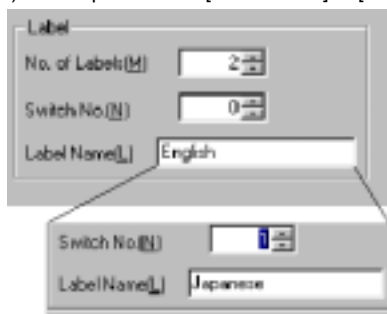 Label
No. of Labels(M) 2
Switch No.(N) 0
Label Name(L) English
Switch No.(N) 1
Label Name(L) Japanese